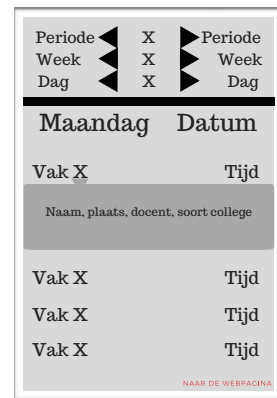 Periode X Periode
Week X Week
Dag X Dag
Maandag Datum
Vak X Tijd
Naam, plaats, docent, soort college
Vak X Tijd
Vak X Tijd
Vak X Tijd
NAAR DE WEBPAGINA